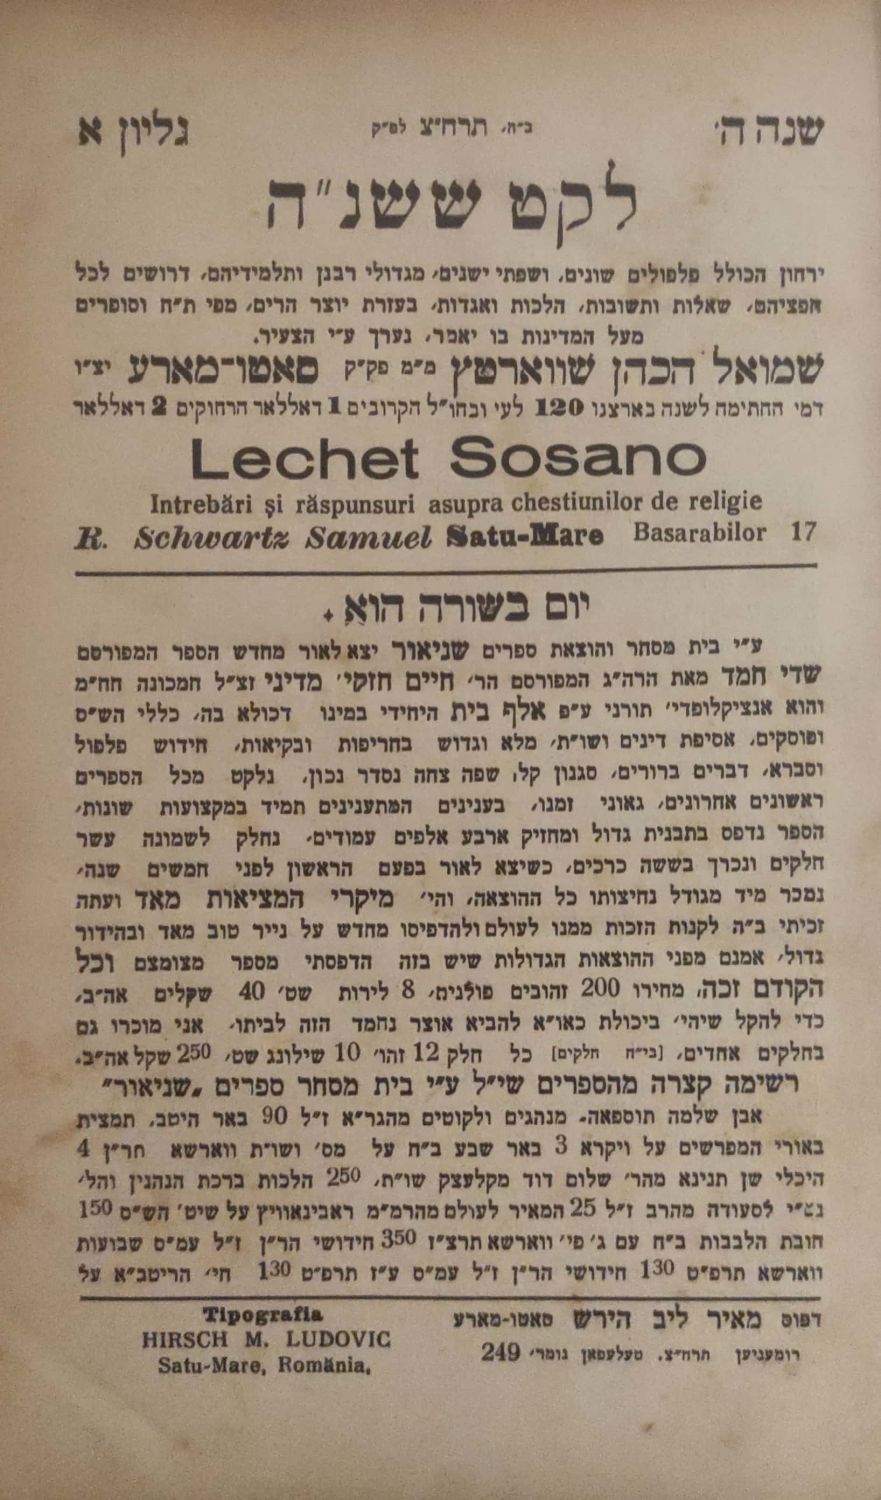 שנה ה׳ ב״ה, תרח״צ לפ״ק גליון א
לקט ששנ״ה
ירחון הכולל פלפולים שונים, ושפתי ישנים, מגדולי רבנן ותלמידיהם, דרושים לכל
חפציהם, שאלות ותשובות, הלכות ואגדות, בעזרת יוצר הרים, מפי ת״ח וסופרים
מעל המדינות בו יאמר, נערך ע״י הצעיר.
שמואל הכהן שווארטץ מ״מ פק״ק סאטו־מארע יצ״ו
דמי החתימה לשנה בארצנו 120 לעי ובחו״ל הקרובים 1 דאללאר הרחוקים 2 דאללאר
Lechet Sosano
Intrebări și răspunsuri asupra chestiunilor de religie
R. Schwartz Samuel Satu-Mare Basarabilor 17
יום בשורה הוא.
ע״י בית מסחר והוצאת ספרים שניאור יצא לאור מחדש הספר המפורסם
שדי חמד מאת הרה״ג המפורסם הר׳ חיים חזקי׳ מדיני זצ״ל המכונה חח״מ
והוא אנציקלופדי׳ תורני ע״פ אלף בית היחידי במינו דכולא בה, כללי הש״ס
ופוסקים, אסיפת דינים ושו״ת, מלא וגדוש בחריפות ובקיאות, חידוש פלפול
וסברא, דברים ברורים, סגנון קל, שפה צחה נסדר נכון, נלקט מכל הספרים
ראשונים אחרונים, גאוני זמנו, בענינים המתענינים תמיד במקצועות שונות,
הספר נדפס בתבנית גדול ומחזיק ארבע אלפים עמודים, נחלק לשמונה עשר
חלקים ונכרך בששה כרכים, כשיצא לאור בפעם הראשון לפני חמשים שנה,
נמכר מיד מגודל נחיצותו כל ההוצאה, והי׳ מיקרי המציאות מאד ועתה
זכיתי ב״ה לקנות הזכות ממנו לעולם ולהדפיסו מחדש על נייר טוב מאד ובהידור
גדול, אמנם מפני ההוצאות הגדולות שיש בזה הדפסתי מספר מצומצם וכל
הקודם זכה, מחירו 200 זהובים פולנים, 8 לירות שט׳ 40 שקלים אה״ב,
כדי להקל שיהי׳ ביכולת כאו״א להביא אוצר נחמד הזה לביתו, אני מוכרו גם
בחלקים אחדים, [בי״ח חלקים] כל חלק 12 זהו׳ 10 שילונג שט׳ 250 שקל אה״ב.
רשימה קצרה מהספרים שי״ל ע״י בית מסחר ספרים „שניאור״
אבן שלמה תוספאה, מנהגים ולקוטים מהגר״א ז״ל 90 באר היטב, תמצית
באורי המפרשים על ויקרא 3 באר שבע ב״ח על מס׳ ושו״ת ווארשא חר״ן 4
היכלי שן תנינא מהר׳ שלום דוד מקלעצק שו״ת, 250 הלכות ברכת הנהנין והל׳
נט״י לסעודה מהרב ז״ל 25 המאיר לעולם מהרמ״מ ראבינאוויץ על שיט׳ הש״ס 150
חובת הלבבות ב״ח עם ג׳ פי׳ ווארשא תרצ״ז 350 חידושי הר״ן ז״ל עמ״ס שבועות
ווארשא תרפ״ט 130 חידושי הר״ן ז״ל עמ״ס ע״ז תרפ״ט 130 חי׳ הריטב״א על
דפוס מאיר ליב הירש סאטו-מארע
רומעניען תרח״צ, טעלעפאן נומר׳ 249
Tipografia
HIRSCH M. LUDOVIC
Satu-Mare, România,